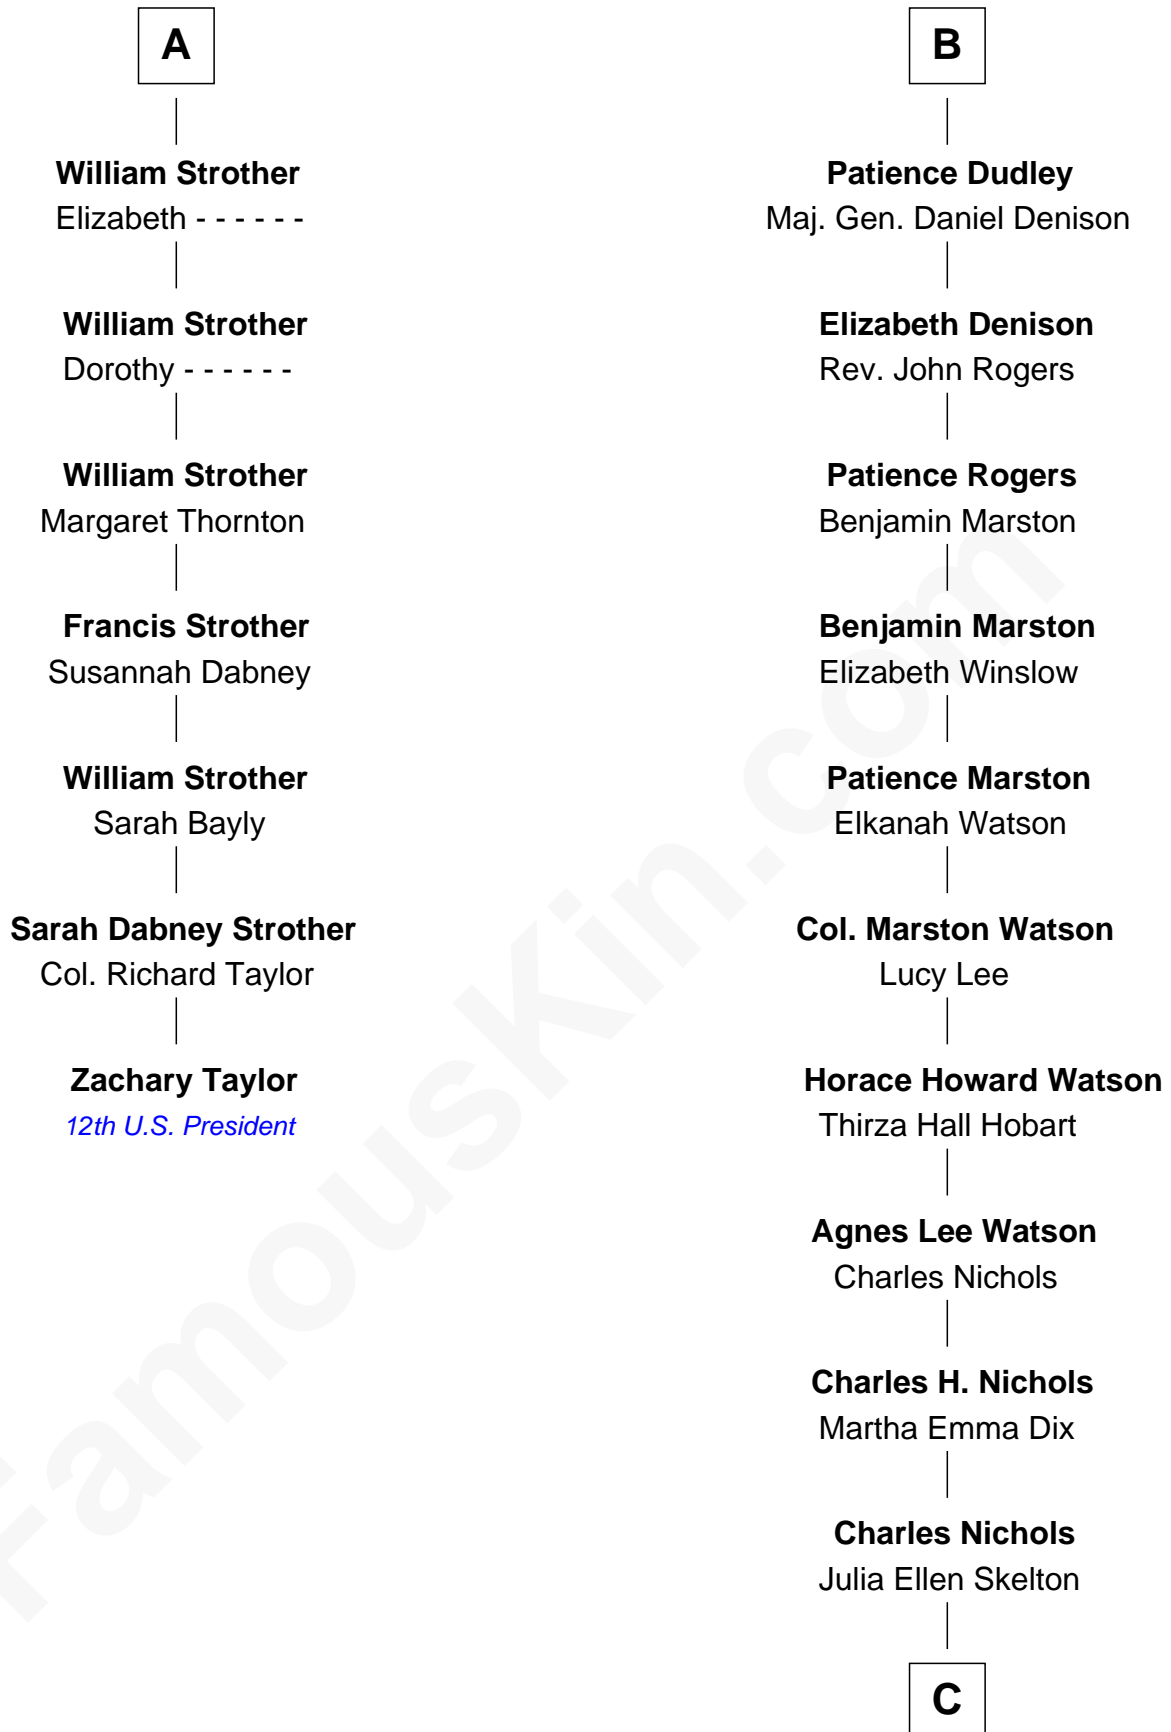 A
William Strother
Elizabeth - - - - - -
William Strother
Dorothy - - - - - -
William Strother
Margaret Thornton
Francis Strother
Susannah Dabney
William Strother
Sarah Bayly
Sarah Dabney Strother
Col. Richard Taylor
Zachary Taylor
12th U.S. President
B
Patience Dudley
Maj. Gen. Daniel Denison
Elizabeth Denison
Rev. John Rogers
Patience Rogers
Benjamin Marston
Benjamin Marston
Elizabeth Winslow
Patience Marston
Elkanah Watson
Col. Marston Watson
Lucy Lee
Horace Howard Watson
Thirza Hall Hobart
Agnes Lee Watson
Charles Nichols
Charles H. Nichols
Martha Emma Dix
Charles Nichols
Julia Ellen Skelton
C
FamousKin.com